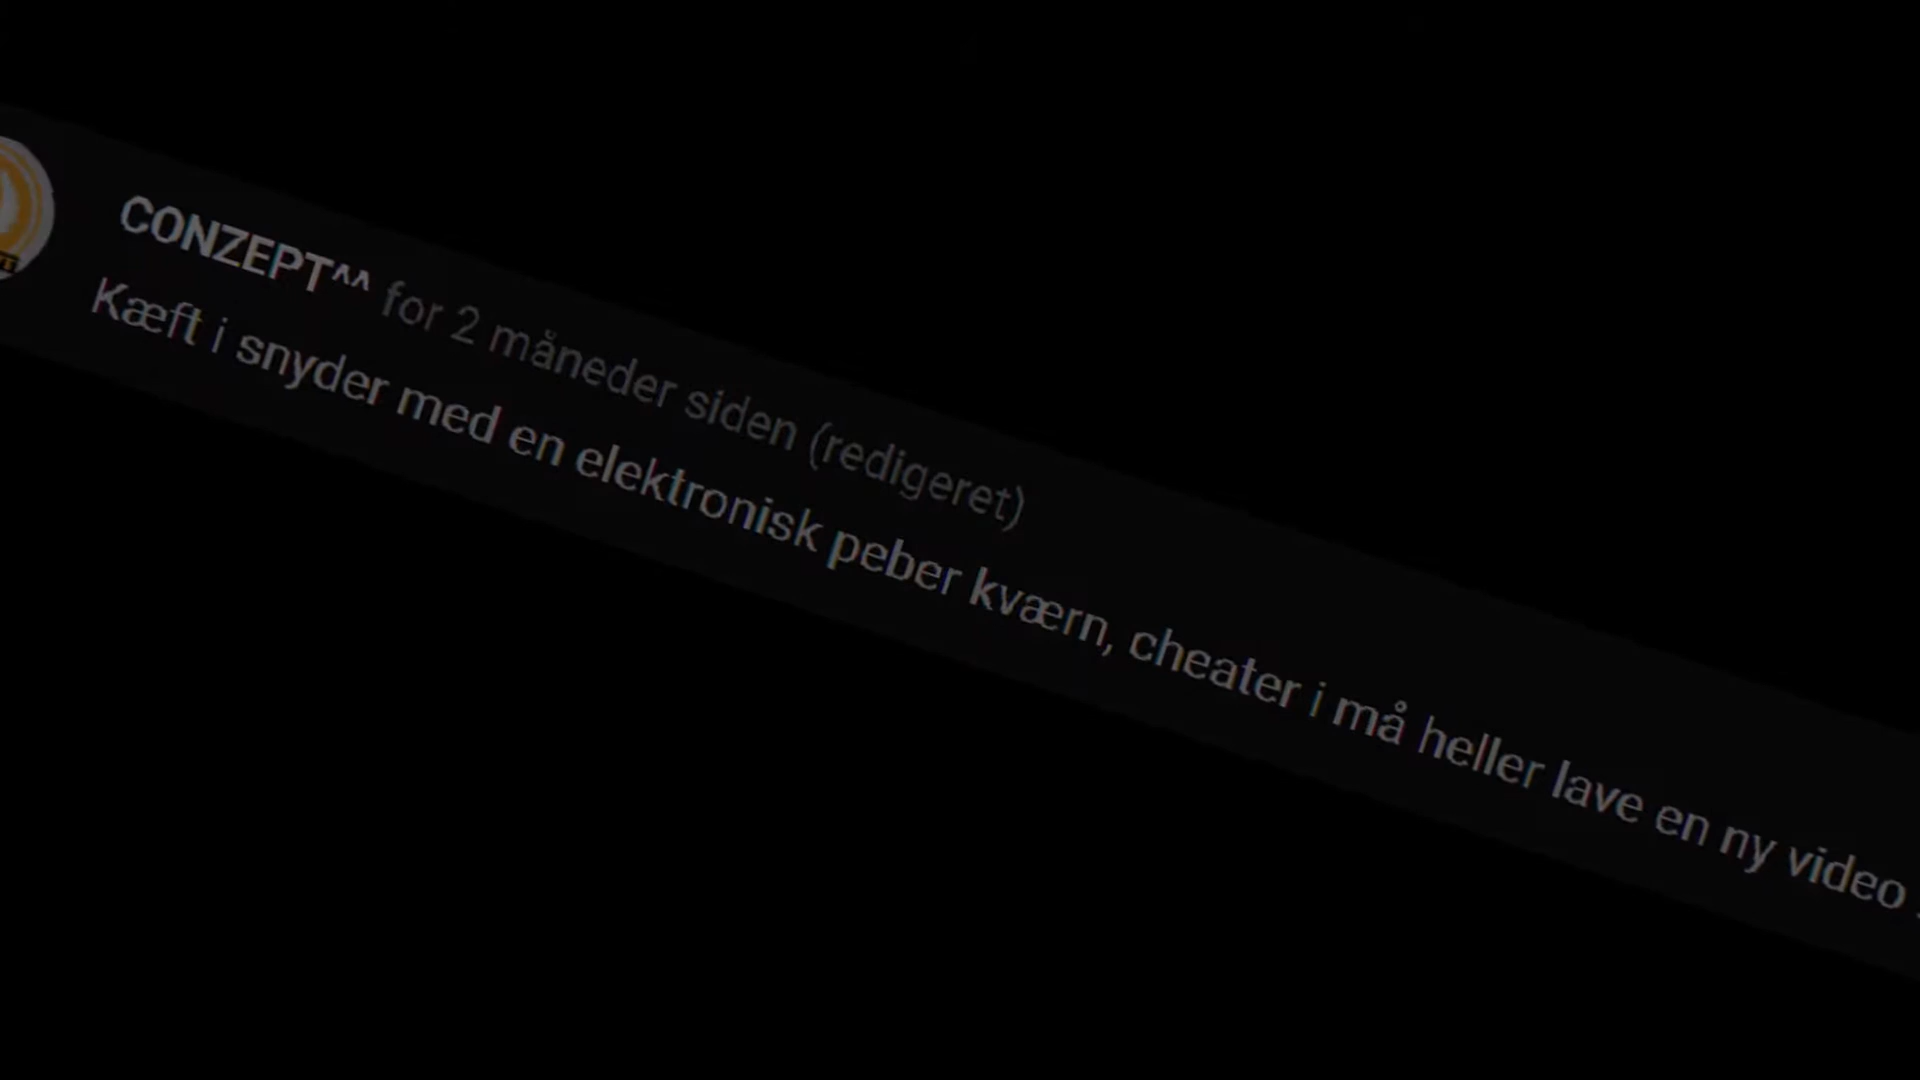 CONZEPT^^ for 2 måneder siden (redigeret)
Kæft i snyder med en elektronisk peber kværn, cheater i må heller lave en ny video